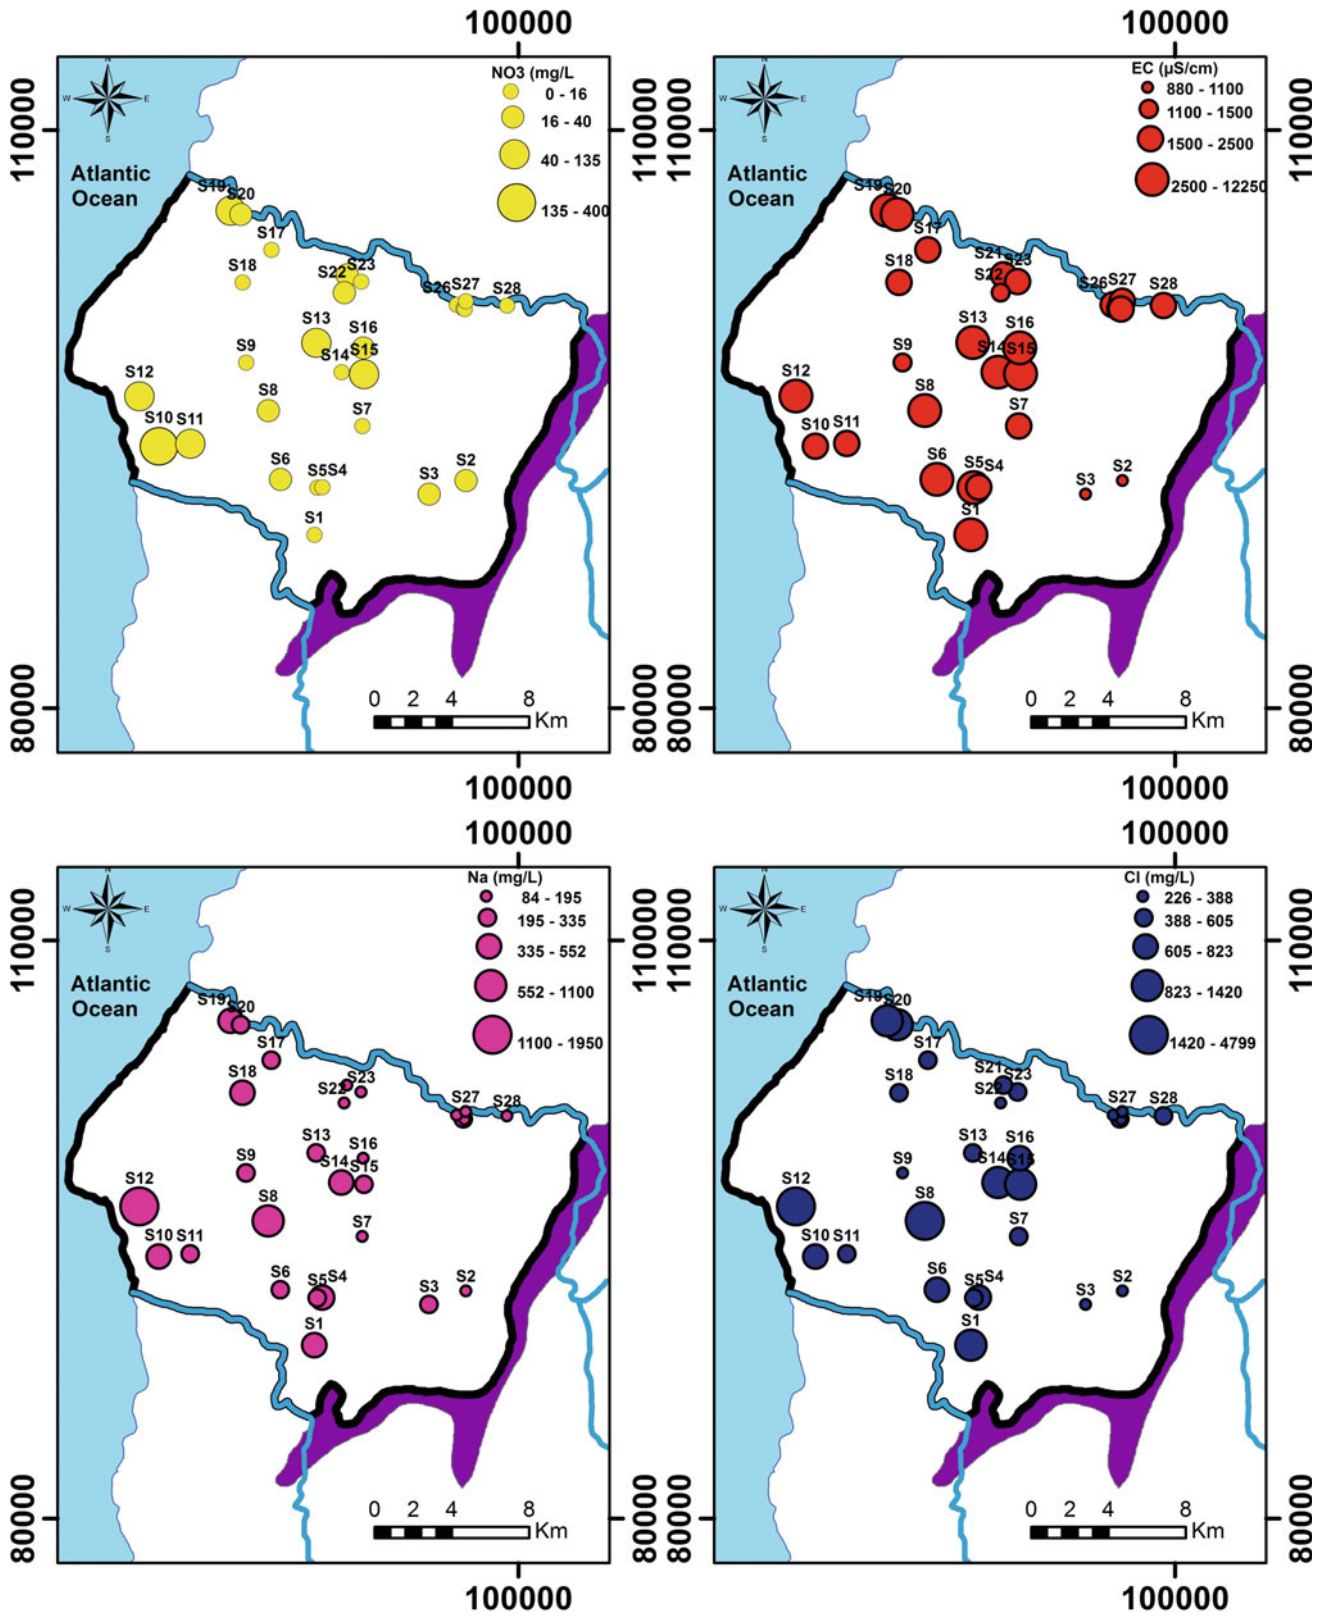 100000
100000
N
W
E
S
NO3 (mg/L
0 - 16
16 - 40
40 - 135
135 - 400
110000
80000
Atlantic
Ocean
S19
S20
S17
S18
S22
S23
S26
S27
S28
S13
S16
S14
S15
S9
S12
S8
S10
S11
S7
S6
S5
S4
S3
S2
S1
0 2 4 8
Km
110000
80000
100000
N
W
E
S
EC (µS/cm)
880 - 1100
1100 - 1500
1500 - 2500
2500 - 12250
110000
80000
Atlantic
Ocean
S19
S20
S17
S18
S21
S23
S22
S26
S27
S28
S13
S16
S14
S15
S9
S12
S8
S10
S11
S7
S6
S5
S4
S3
S2
S1
0 2 4 8
Km
110000
80000
100000
100000
100000
N
W
E
S
Na (mg/L)
84 - 195
195 - 335
335 - 552
552 - 1100
1100 - 1950
110000
80000
Atlantic
Ocean
S19
S20
S17
S18
S22
S23
S27
S28
S13
S16
S14
S15
S9
S12
S8
S10
S11
S7
S6
S5
S4
S3
S2
S1
0 2 4 8
Km
110000
80000
100000
N
W
E
S
Cl (mg/L)
226 - 388
388 - 605
605 - 823
823 - 1420
1420 - 4799
110000
80000
Atlantic
Ocean
S19
S20
S17
S18
S21
S23
S22
S27
S28
S13
S16
S14
S15
S9
S12
S8
S10
S11
S7
S6
S5
S4
S3
S2
S1
0 2 4 8
Km
110000
80000
100000